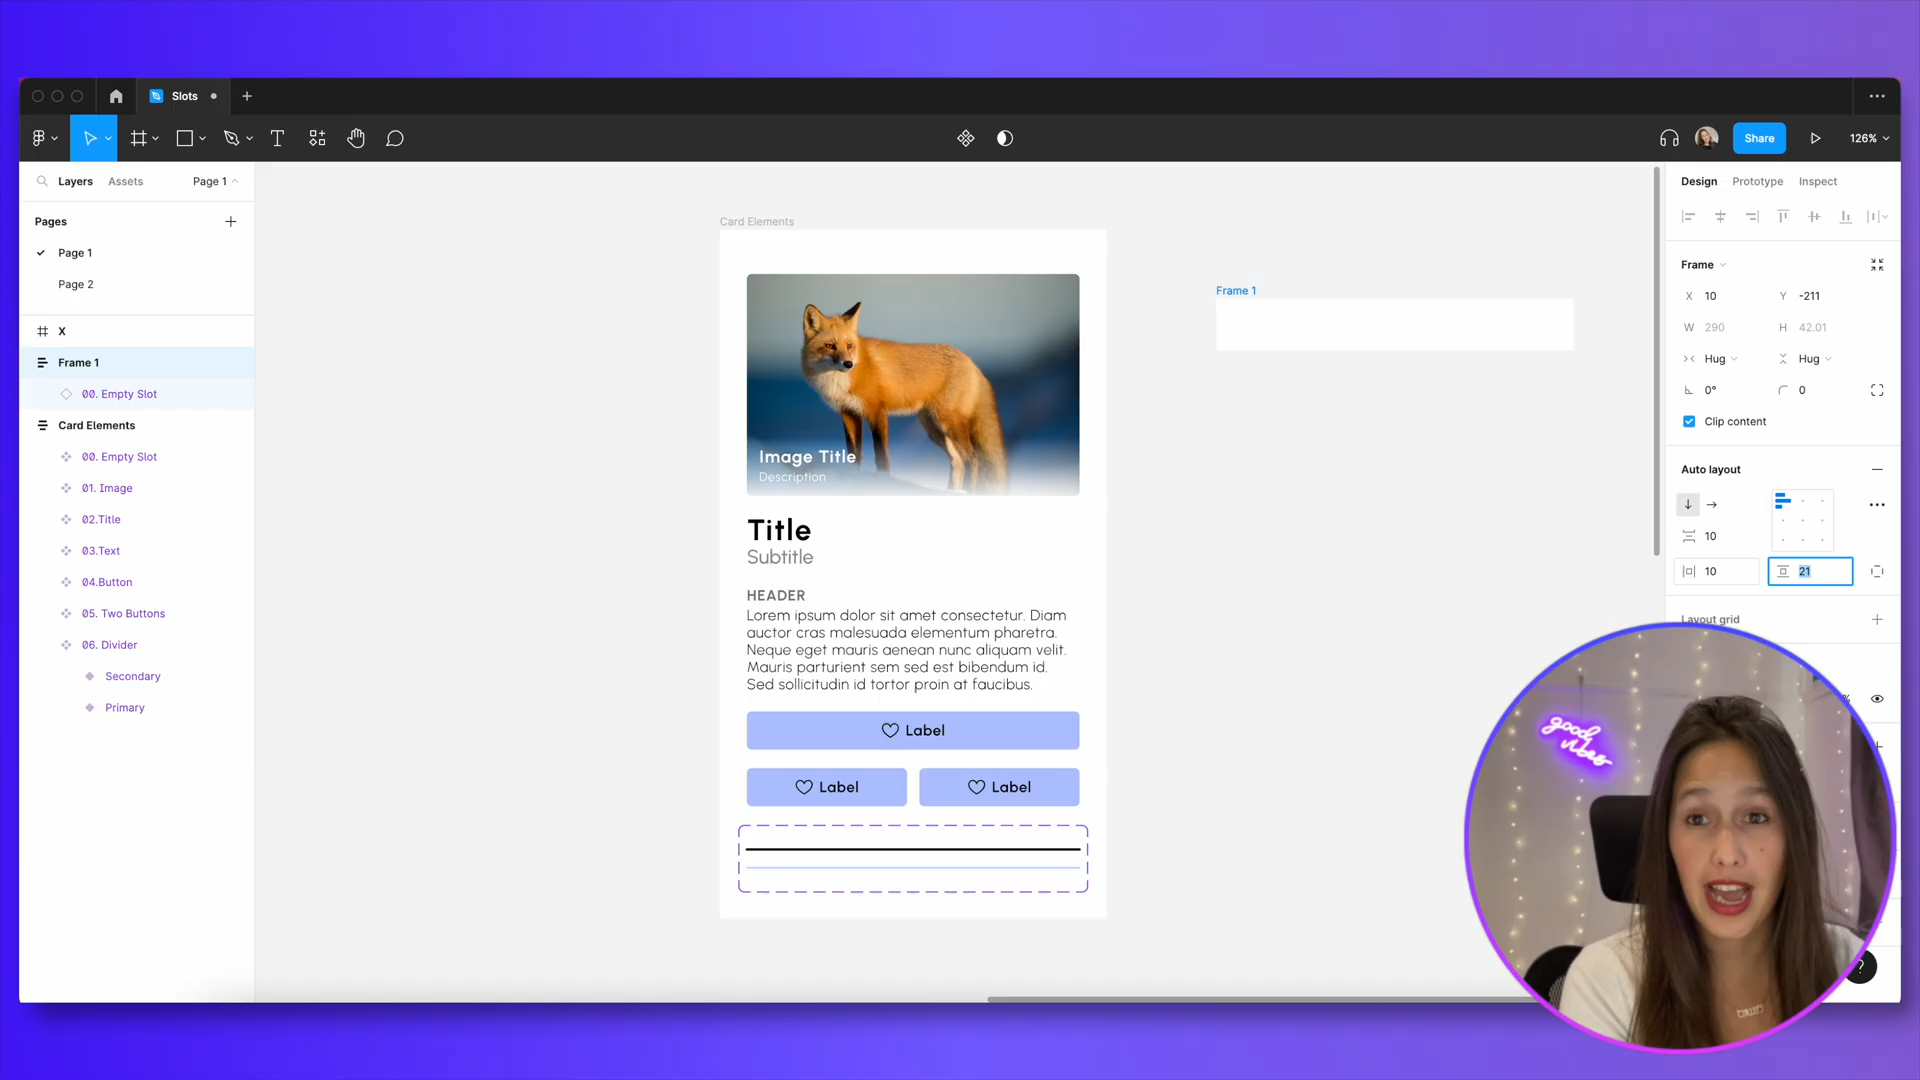 Slots
Share
126%
Layers
Assets
Page 1
Pages
Page 1
Page 2
X
Frame 1
00. Empty Slot
Card Elements
00. Empty Slot
01. Image
02.Title
03.Text
04.Button
05. Two Buttons
06. Divider
Secondary
Primary
Card Elements
Image Title
Description
Title
Subtitle
HEADER
Lorem ipsum dolor sit amet consectetur. Diam
auctor cras malesuada elementum pharetra.
Neque eget mauris aenean nunc aliquam velit.
Mauris parturient sem sed est bibendum id.
Sed sollicitudin id tortor proin at faucibus.
Label
Label
Label
Frame 1
Design
Prototype
Inspect
Frame
X 10
Y -211
W 290
H 42.01
Hug
Hug
0°
0
Clip content
Auto layout
10
10
21
Layout grid
good
vibes
?